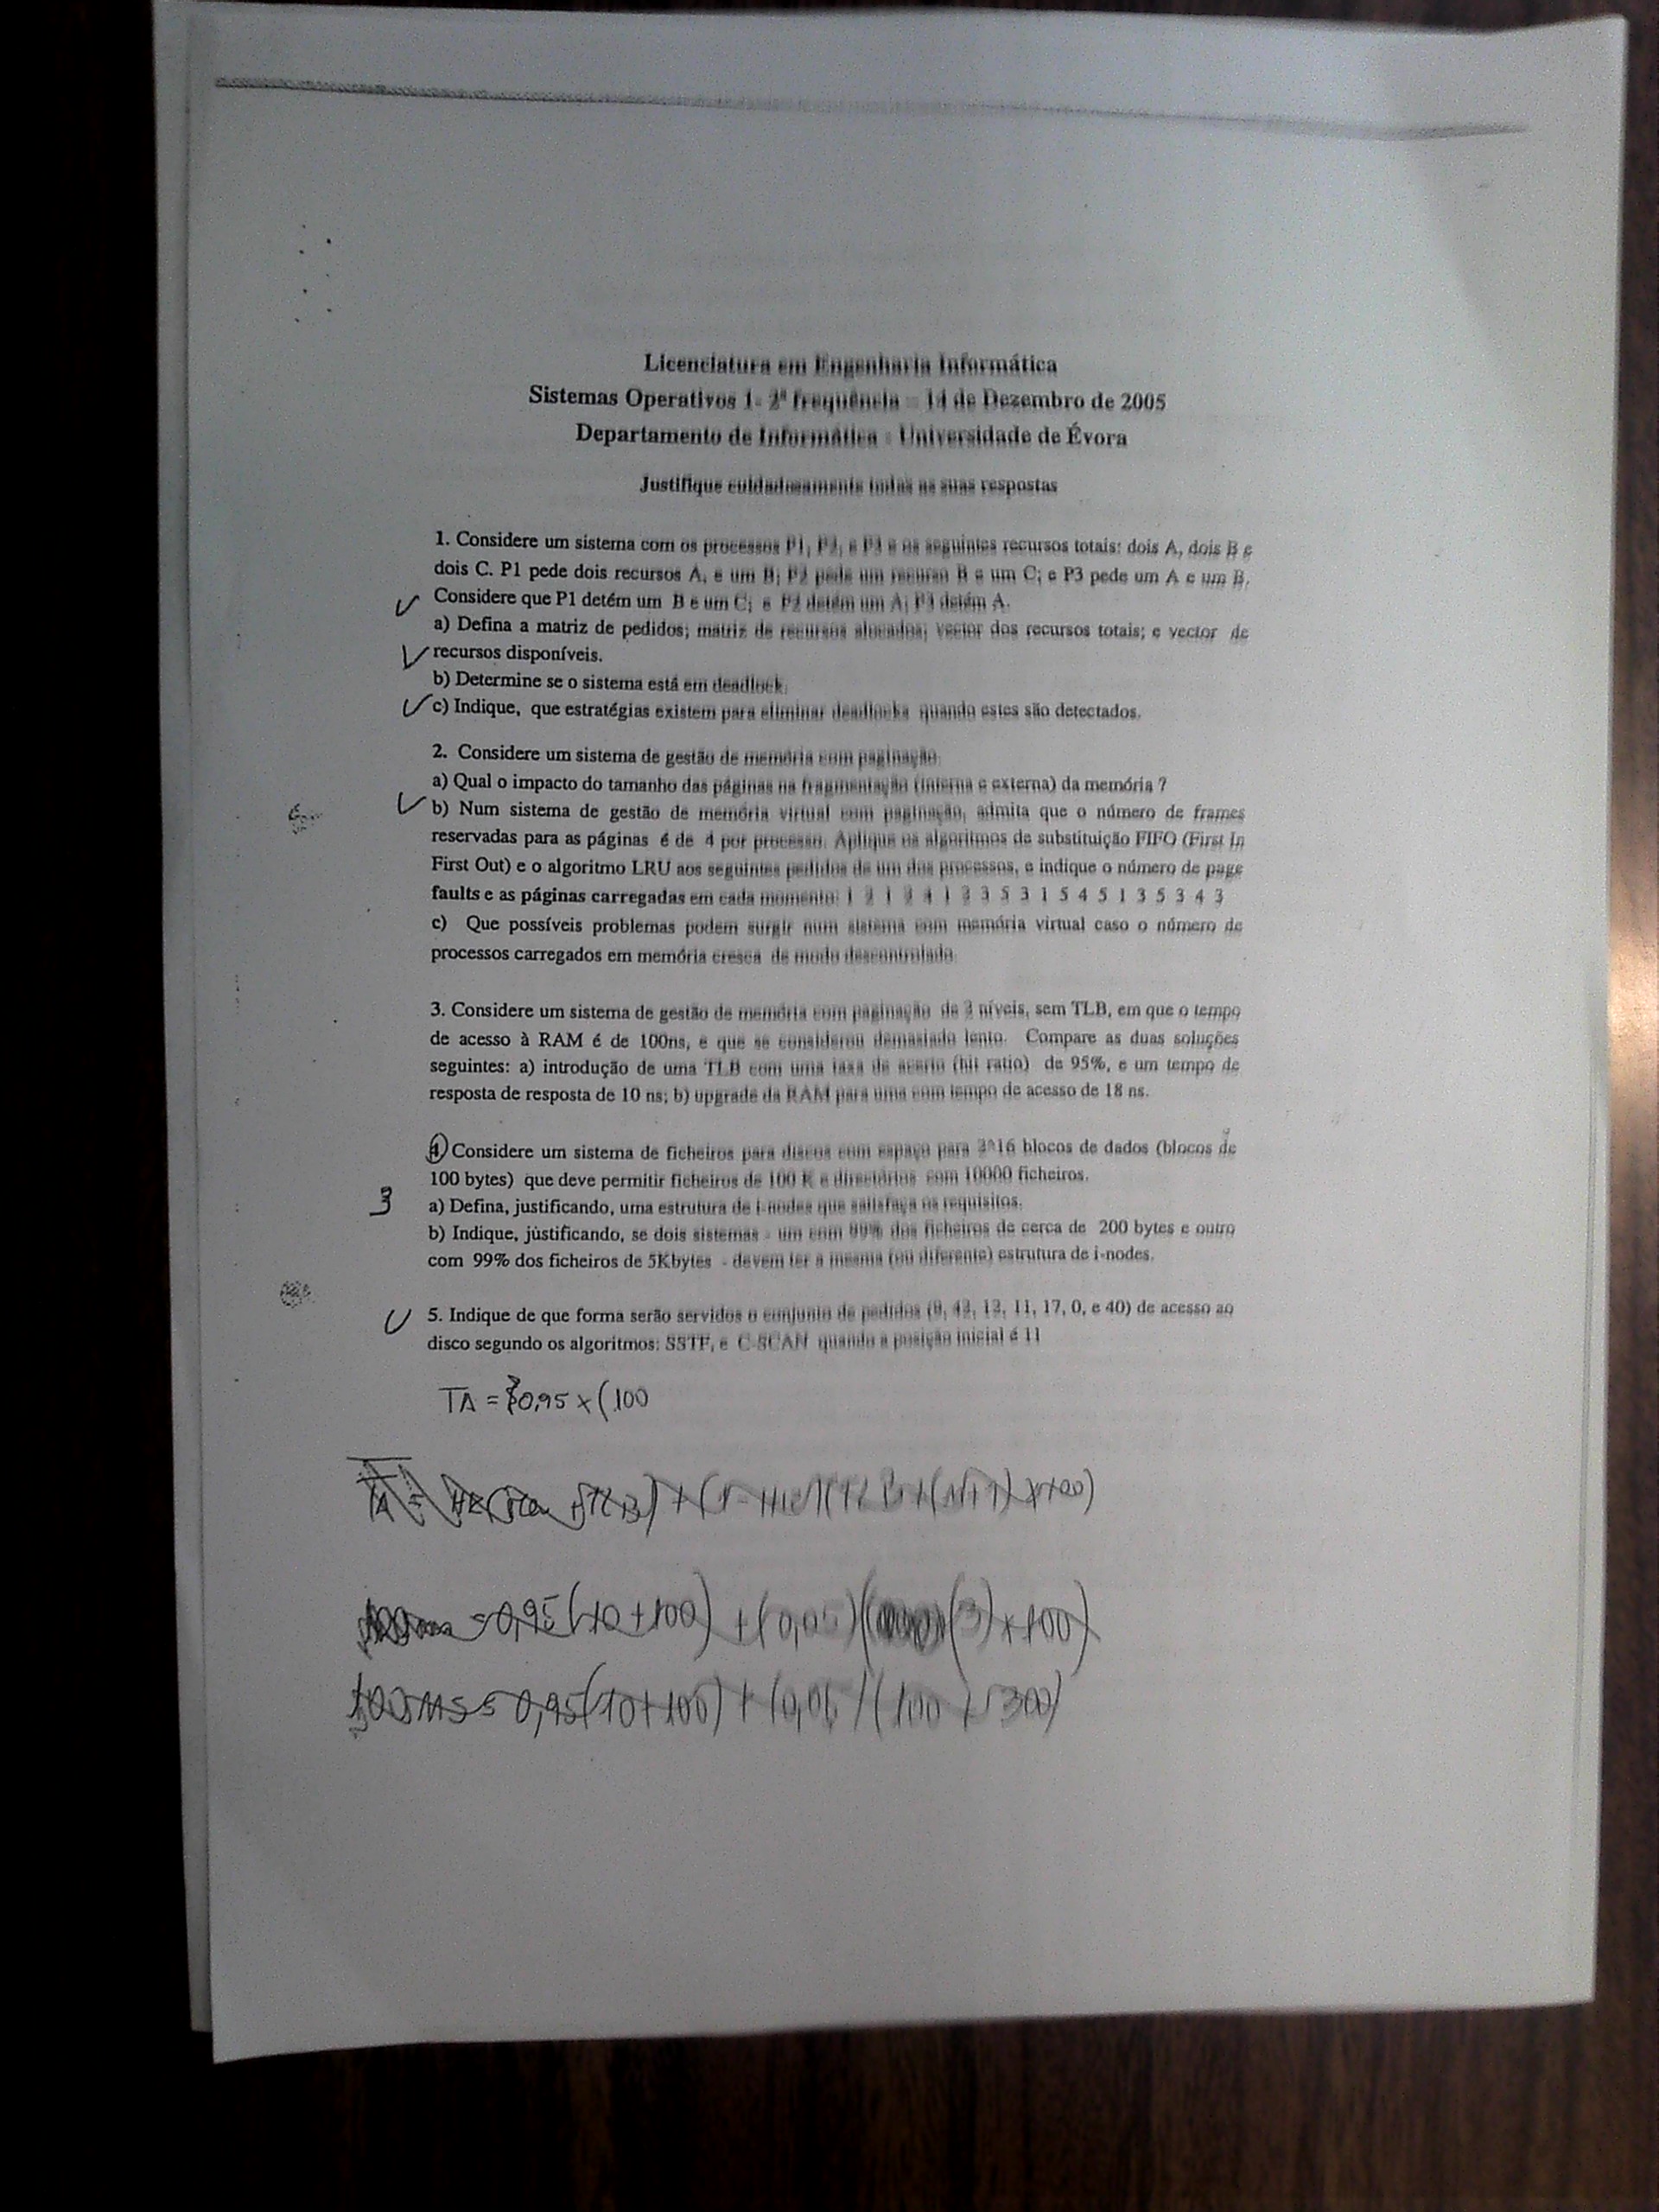 Licenciatura em Engenharia Informática
Sistemas Operativos 1- 2ª frequência - 14 de Dezembro de 2005
Departamento de Informática - Universidade de Évora
Justifique cuidadosamente todas as suas respostas
1. Considere um sistema com os processos P1, P2, e P3 e os seguintes recursos totais: dois A, dois B e
dois C. P1 pede dois recursos A, e um B; P2 pede um recurso B e um C; e P3 pede um A e um B.
Considere que P1 detém um B e um C; e P2 detém um A; P3 detém A.
a) Defina a matriz de pedidos; matriz de recursos alocados; vector dos recursos totais; e vector de
recursos disponíveis.
b) Determine se o sistema está em deadlock.
c) Indique, que estratégias existem para eliminar deadlocks quando estes são detectados.
2. Considere um sistema de gestão de memória com paginação.
a) Qual o impacto do tamanho das páginas na fragmentação (interna e externa) da memória ?
b) Num sistema de gestão de memória virtual com paginação, admita que o número de frames
reservadas para as páginas é de 4 por processo. Aplique os algoritmos de substituição FIFO (First In
First Out) e o algoritmo LRU aos seguintes pedidos de um dos processos, e indique o número de page
faults e as páginas carregadas em cada momento: 1 2 1 3 5 3 1 5 4 5 1 3 5 3 4 3
c) Que possíveis problemas podem surgir num sistema com memória virtual caso o número de
processos carregados em memória cresca de modo descontrolado.
3. Considere um sistema de gestão de memória com paginação de níveis, sem TLB, em que o tempo
de acesso à RAM é de 100ns, e que se considerou demasiado lento. Compare as duas soluções
seguintes: a) introdução de uma TLB com uma taxa de acerto (hit ratio) de 95%, e um tempo de
resposta de resposta de 10 ns; b) upgrade da RAM para uma com tempo de acesso de 18 ns.
4) Considere um sistema de ficheiros para discos com espaço para 2^16 blocos de dados (blocos de
100 bytes) que deve permitir ficheiros de 100 K e directórios com 10000 ficheiros.
3
a) Defina, justificando, uma estrutura de i-nodes que satisfaça os requisitos.
b) Indique, justificando, se dois sistemas - um com 99% dos ficheiros de cerca de 200 bytes e outro
com 99% dos ficheiros de 5Kbytes - devem ter a mesma (ou diferente) estrutura de i-nodes.
5. Indique de que forma serão servidos o conjunto de pedidos 12, 11, 17, 0, e 40) de acesso ao
disco segundo os algoritmos: SSTF, e C-SCAN quando a posição inicial é 11
TA = 0,95 x (100
= 0,95 (10+100) + (0,05) (3) x 100)
= 0,95(10+100) + (0,05) (100 + 300)